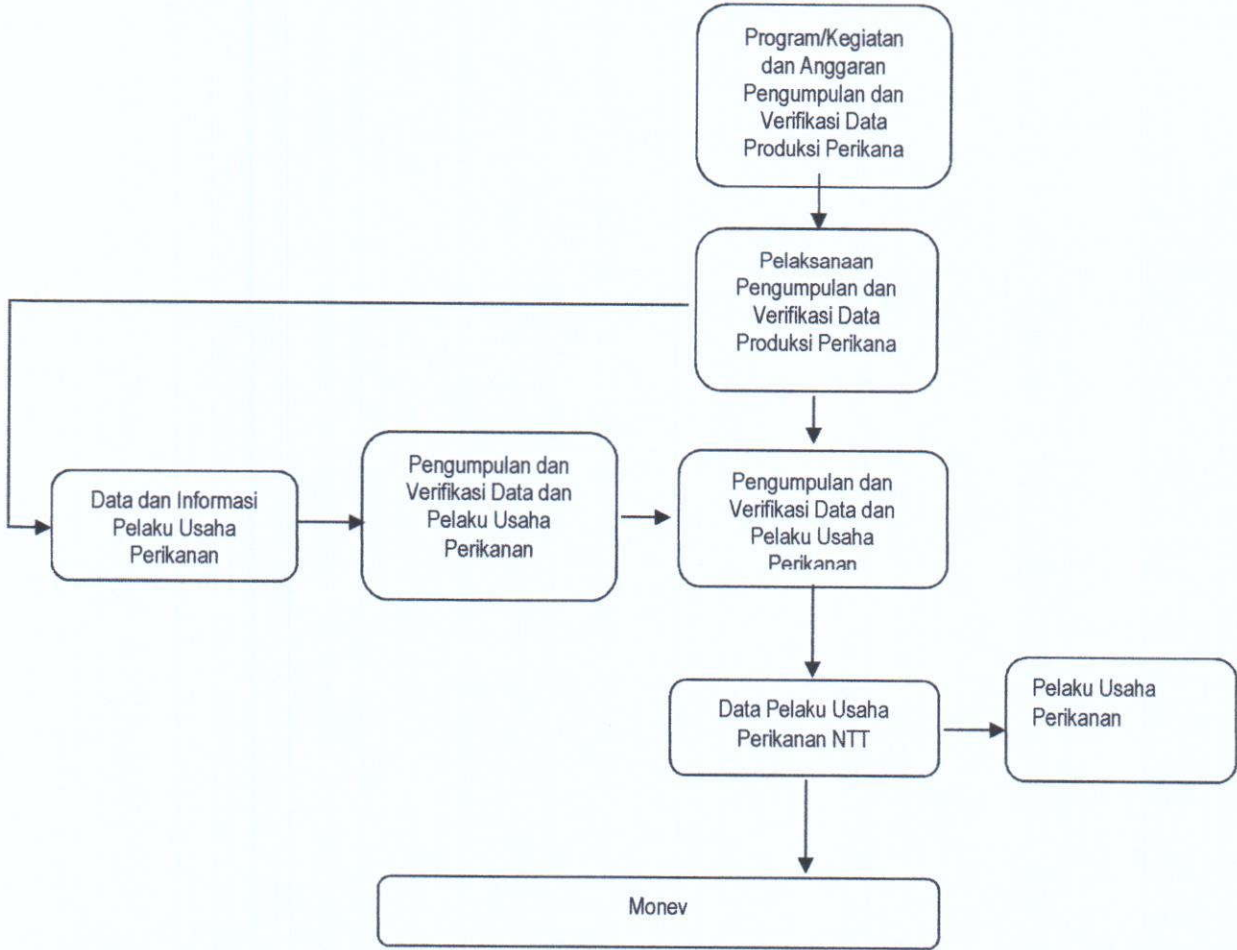 Program/Kegiatan
dan Anggaran
Pengumpulan dan
Verifikasi Data
Produksi Perikana
Pelaksanaan
Pengumpulan dan
Verifikasi Data
Produksi Perikana
Data dan Informasi
Pelaku Usaha
Perikanan
Pengumpulan dan
Verifikasi Data dan
Pelaku Usaha
Perikanan
Pengumpulan dan
Verifikasi Data dan
Pelaku Usaha
Perikanan
Data Pelaku Usaha
Perikanan NTT
Pelaku Usaha
Perikanan
Monev